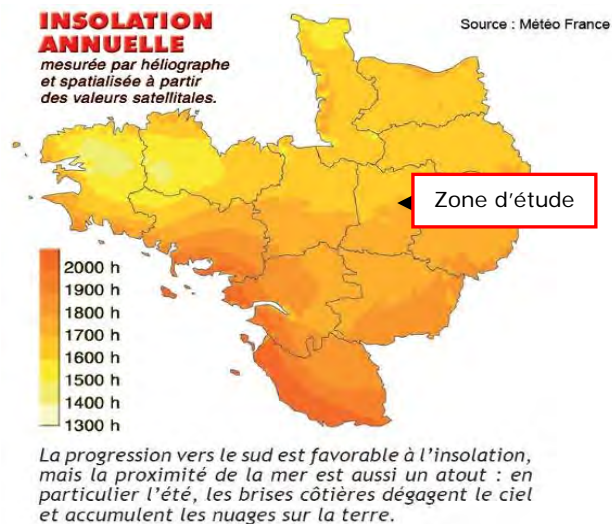 INSOLATION
ANNUELLE
mesurée par héliographe
et spatialisée à partir
des valeurs satellitales.
Source : Météo France
Zone d'étude
2000 h
1900 h
1800 h
1700 h
1600 h
1500 h
1400 h
1300 h
La progression vers le sud est favorable à l'insolation,
mais la proximité de la mer est aussi un atout : en
particulier l'été, les brises côtières dégagent le ciel
et accumulent les nuages sur la terre.